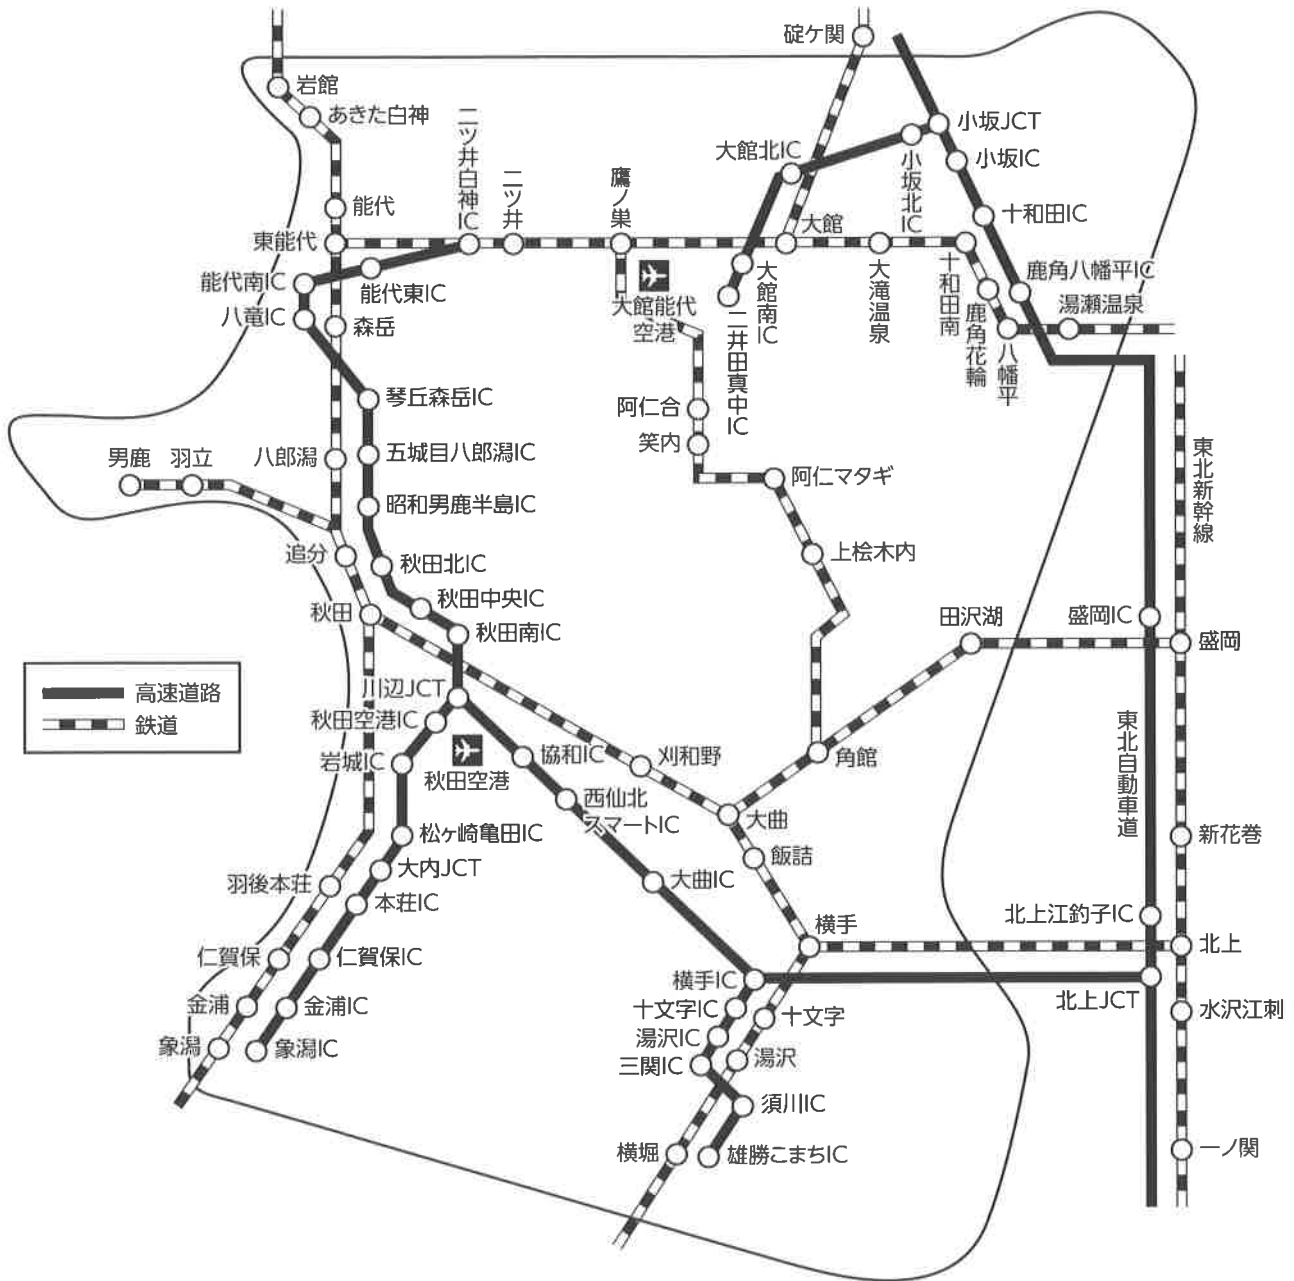 碇ケ関
岩館
あきた白神
小坂JCT
二ツ井白神IC
二ツ井
鷹ノ巣
大館北IC
小坂北IC
小坂IC
能代
十和田IC
大館
東能代
能代南IC
能代東IC
大館能代
空港
大館南IC
二井田真中IC
大滝温泉
十和田南
鹿角八幡平IC
鹿角花輪
湯瀬温泉
八幡平
八竜IC
森岳
琴丘森岳IC
阿仁合
笑内
男鹿
羽立
八郎潟
五城目八郎潟IC
阿仁マタギ
東北新幹線
昭和男鹿半島IC
追分
秋田北IC
上桧木内
秋田
秋田中央IC
秋田南IC
田沢湖
盛岡IC
盛岡
高速道路
鉄道
川辺JCT
秋田空港IC
岩城IC
秋田空港
協和IC
刈和野
角館
東北自動車道
西仙北
スマートIC
大曲
松ヶ崎亀田IC
新花巻
飯詰
大内JCT
羽後本荘
大曲IC
本荘IC
北上江釣子IC
横手
北上
仁賀保
仁賀保IC
横手IC
北上JCT
金浦
金浦IC
十文字IC
十文字
水沢江刺
湯沢IC
象潟
象潟IC
三関IC
湯沢
須川IC
横堀
雄勝こまちIC
一ノ関